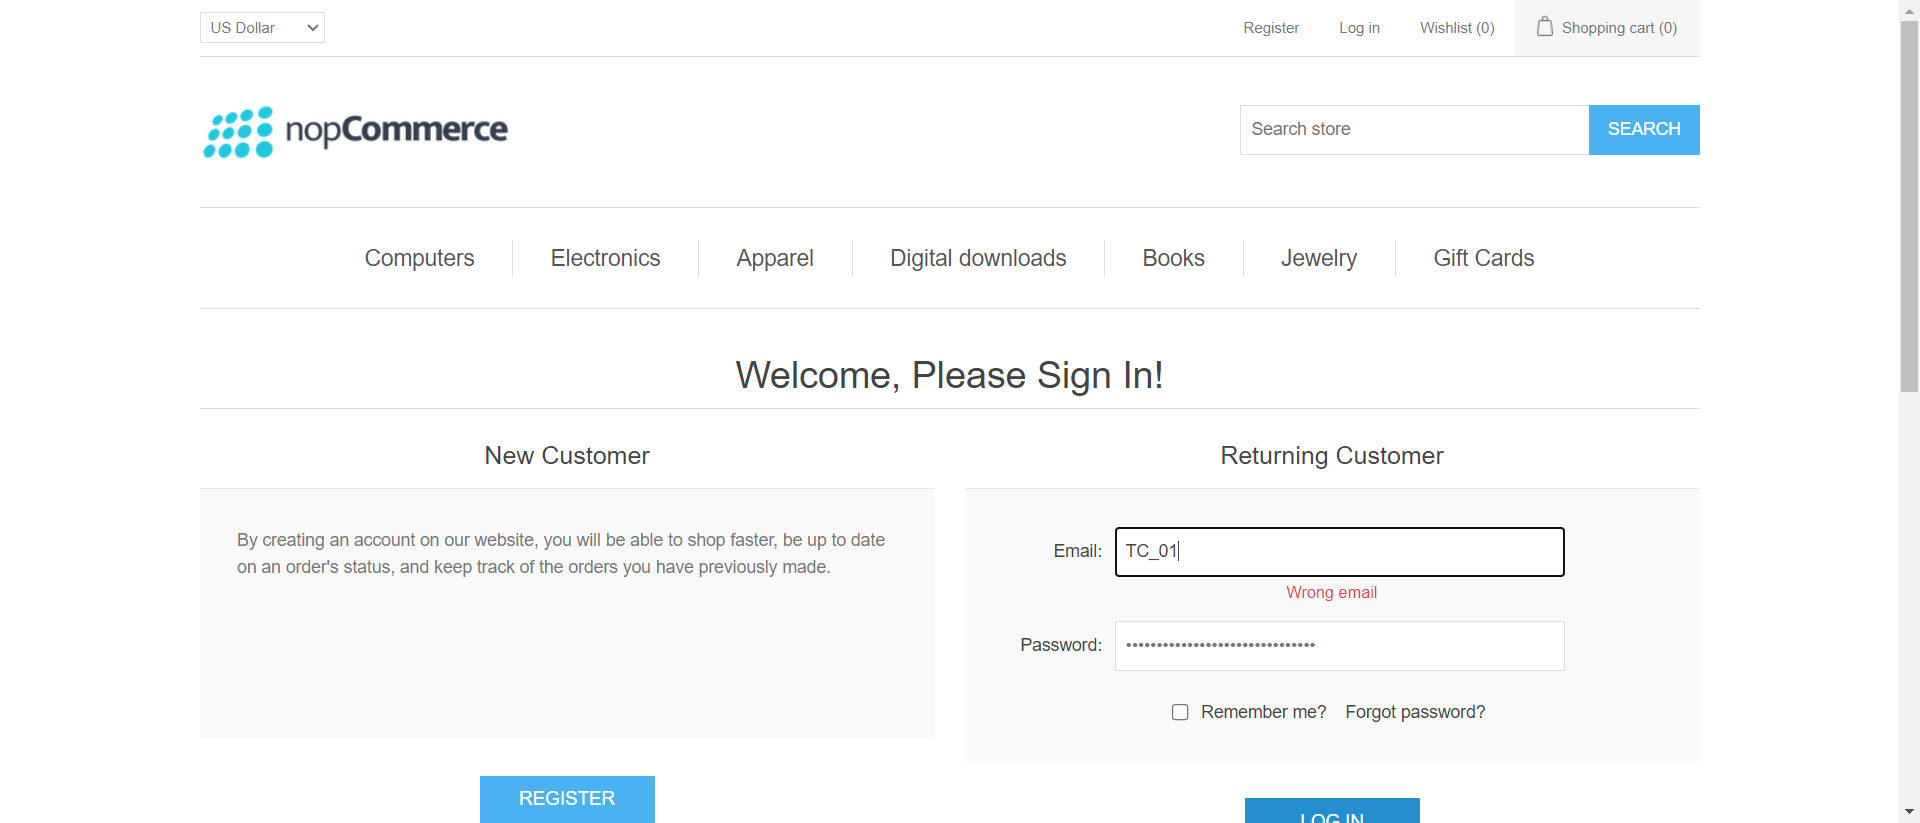 US Dollar
Register Log in Wishlist (0) Shopping cart (0)
nopCommerce
Search store SEARCH
Computers Electronics Apparel Digital downloads Books Jewelry Gift Cards
Welcome, Please Sign In!
New Customer
By creating an account on our website, you will be able to shop faster, be up to date
on an order's status, and keep track of the orders you have previously made.
REGISTER
Returning Customer
Email: TC_01
Wrong email
Password: •••••••••••••••••••••••••••••••
Remember me? Forgot password?
LOG IN